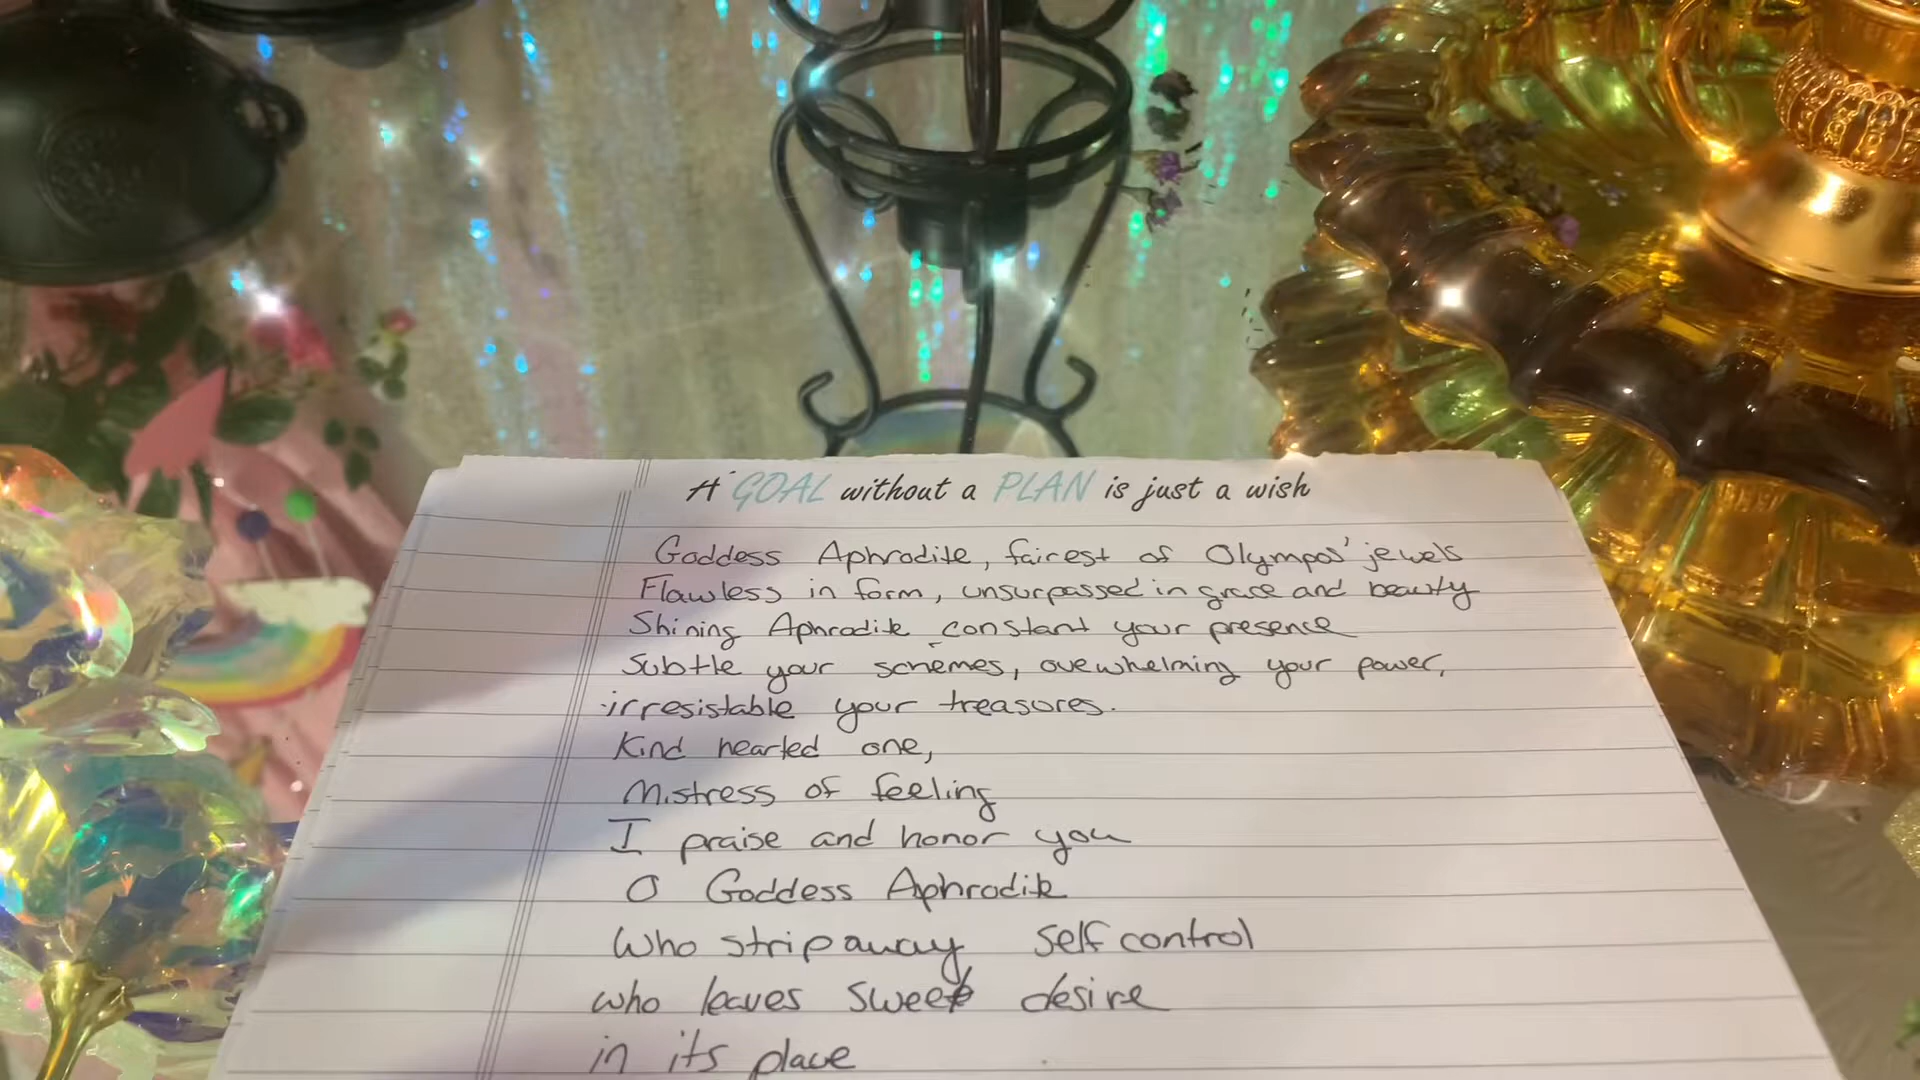 A GOAL without a PLAN is just a wish
Goddess Aphrodite, fairest of Olympos' jewels
Flawless in form, unsurpassed in grace and beauty
Shining Aphrodite constant your presence
Subtle your schemes, overwhelming your power,
irresistable your treasures.
Kind hearted one,
Mistress of feeling
I praise and honor you
O Goddess Aphrodite
Who strip away self control
who leaves sweet desire
in its place